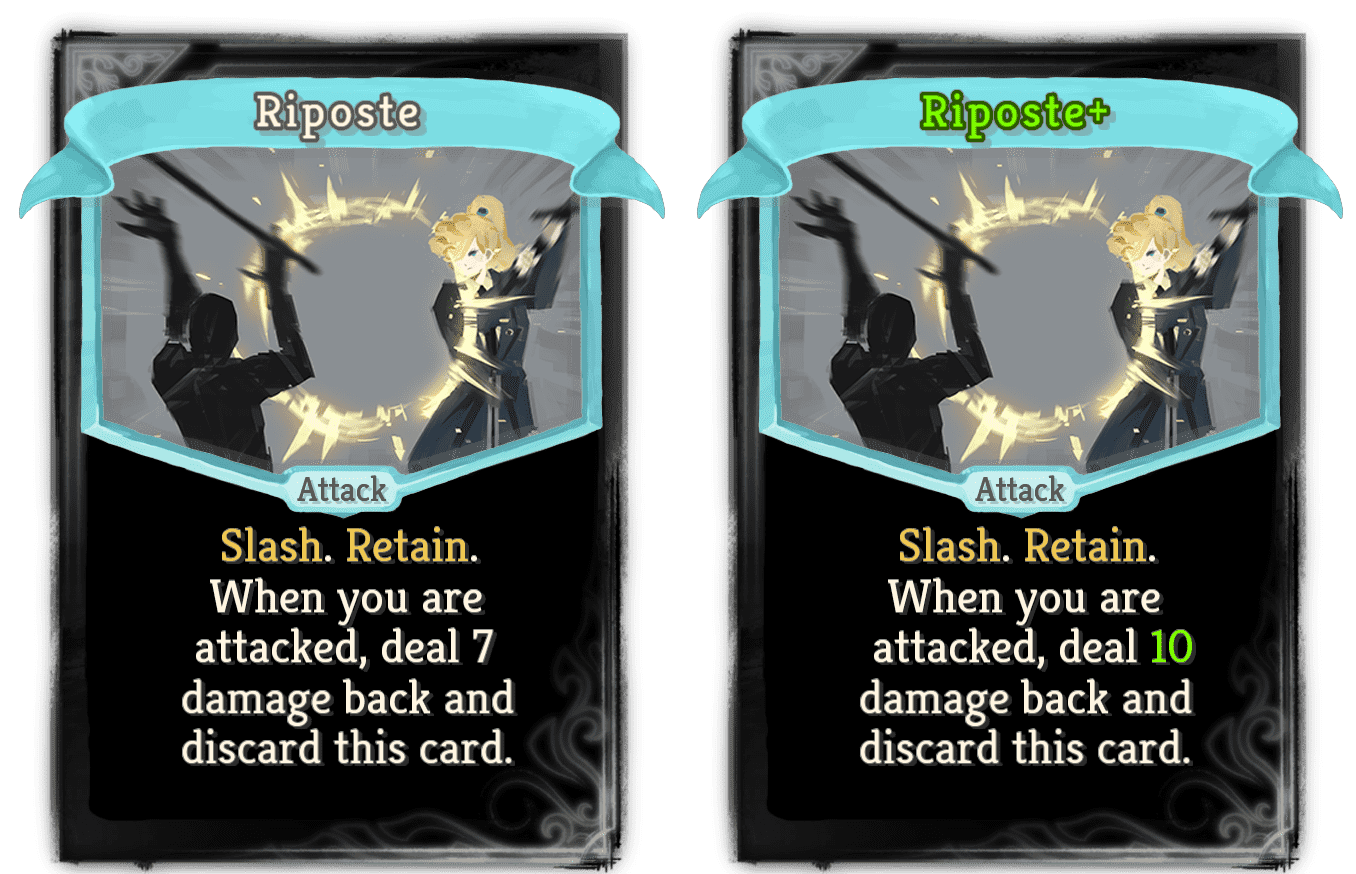 Riposte
Attack
Slash. Retain.
When you are
attacked, deal 7
damage back and
discard this card.
Riposte+
Attack
Slash. Retain.
When you are
attacked, deal 10
damage back and
discard this card.